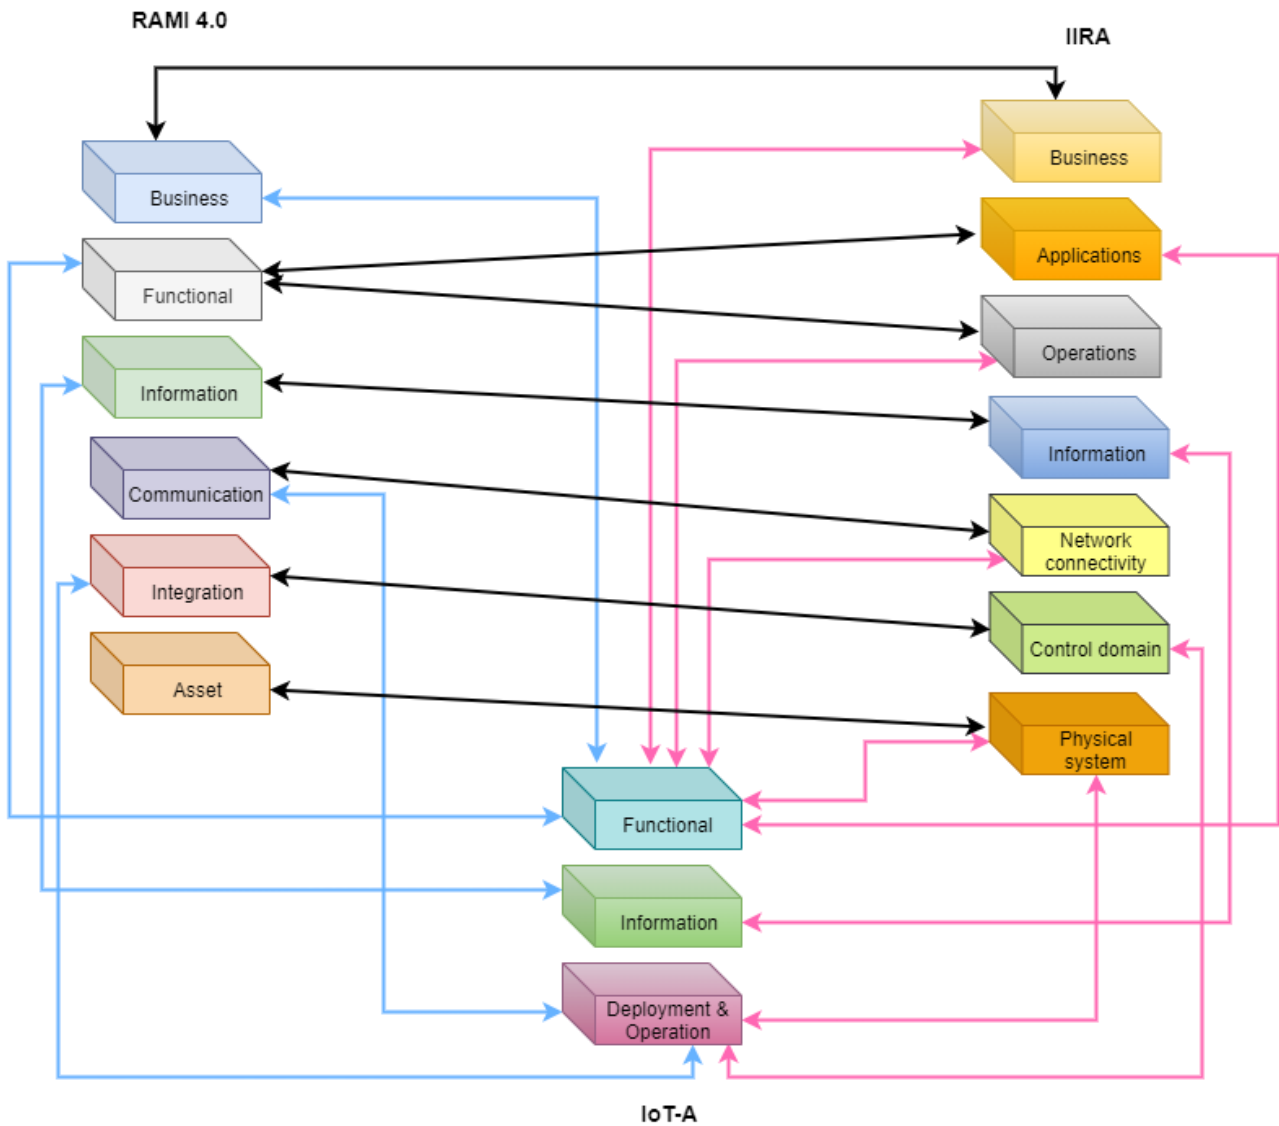 RAMI 4.0
IIRA
Business
Functional
Information
Communication
Integration
Asset
Business
Applications
Operations
Information
Network
connectivity
Control domain
Physical
system
Functional
Information
Deployment &
Operation
IoT-A